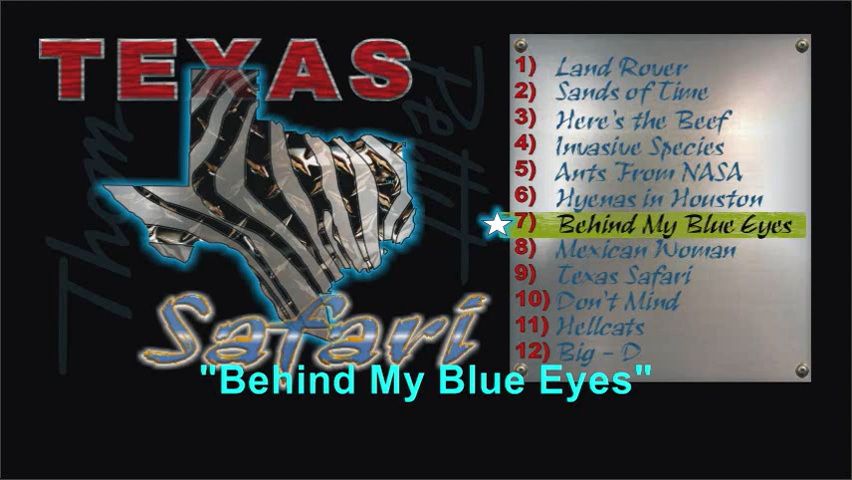 TEXAS
Thom
Pettit
Safari
1) Land Rover
2) Sands of Time
3) Here's the Beef
4) Invasive Species
5) Ants From NASA
6) Hyenas in Houston
7) Behind My Blue Eyes
8) Mexican Woman
9) Texas Safari
10) Don't Mind
11) Hellcats
12) Big - D
"Behind My Blue Eyes"